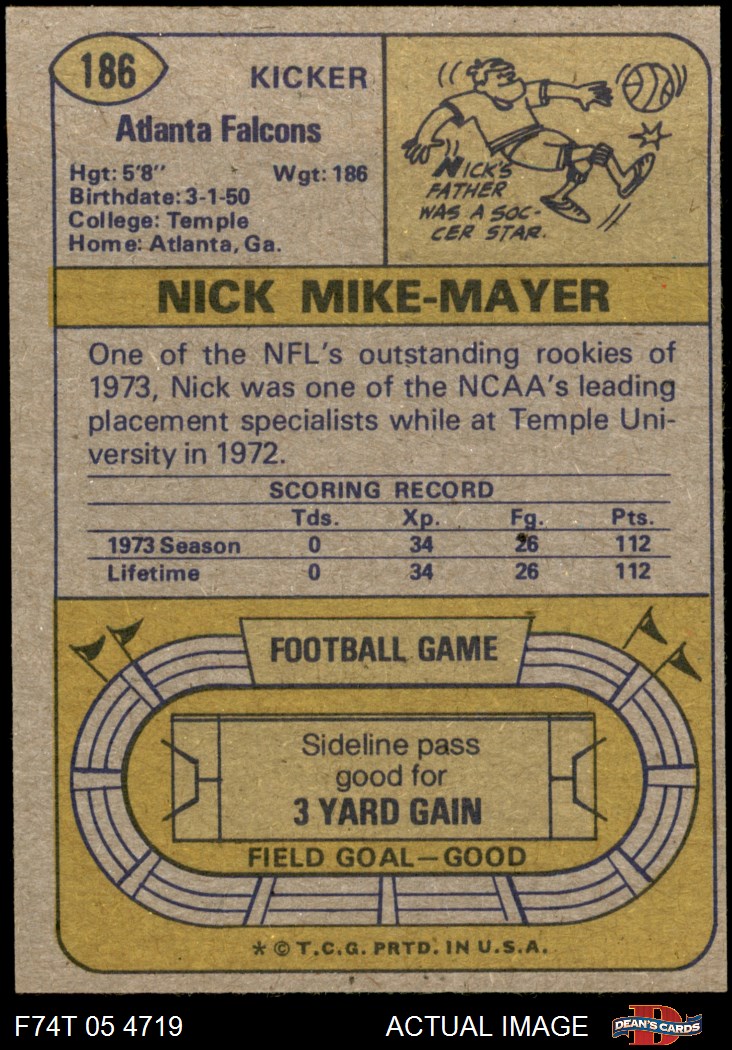 186
KICKER
Atlanta Falcons
Hgt: 5'8" Wgt: 186
Birthdate: 3-1-50
College: Temple
Home: Atlanta, Ga.
NICK'S
FATHER
WAS A SOC-
CER STAR.
NICK MIKE-MAYER
One of the NFL's outstanding rookies of
1973, Nick was one of the NCAA's leading
placement specialists while at Temple Uni-
versity in 1972.
SCORING RECORD
Tds. Xp. Fg. Pts.
1973 Season 0 34 26 112
Lifetime 0 34 26 112
FOOTBALL GAME
Sideline pass
good for
3 YARD GAIN
FIELD GOAL—GOOD
* © T.C.G. PRTD. IN U.S.A.
F74T 05 4719 ACTUAL IMAGE D DEAN'S CARDS